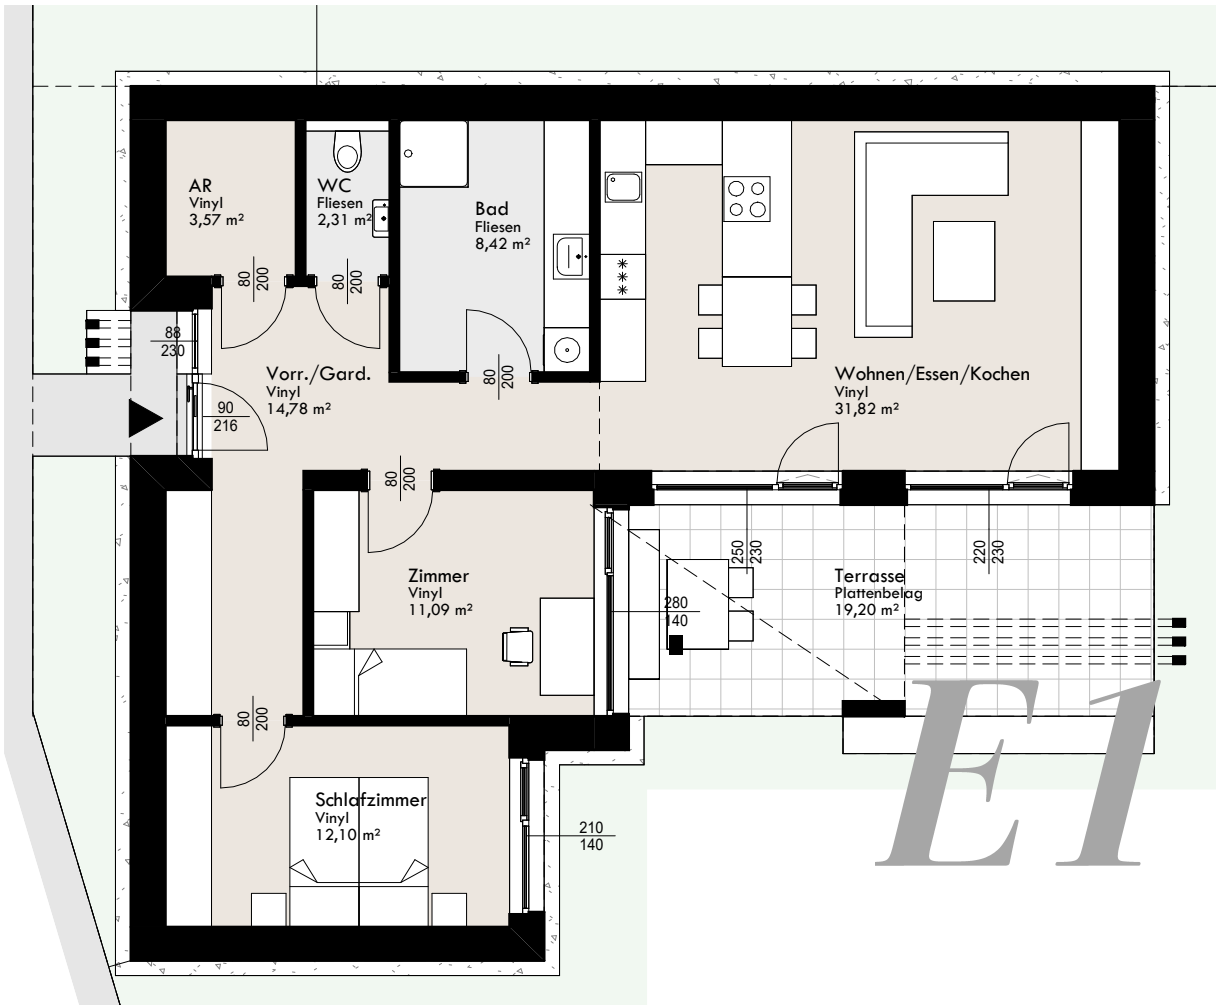 AR
Vinyl
3,57 m²
WC
Fliesen
2,31 m²
Bad
Fliesen
8,42 m²
80
200
80
200
88
230
Vorr./Gard.
Vinyl
14,78 m²
80
200
Wohnen/Essen/Kochen
Vinyl
31,82 m²
90
216
80
200
Zimmer
Vinyl
11,09 m²
250
230
220
230
Terrasse
Plattenbelag
19,20 m²
280
140
80
200
E1
Schlafzimmer
Vinyl
12,10 m²
210
140